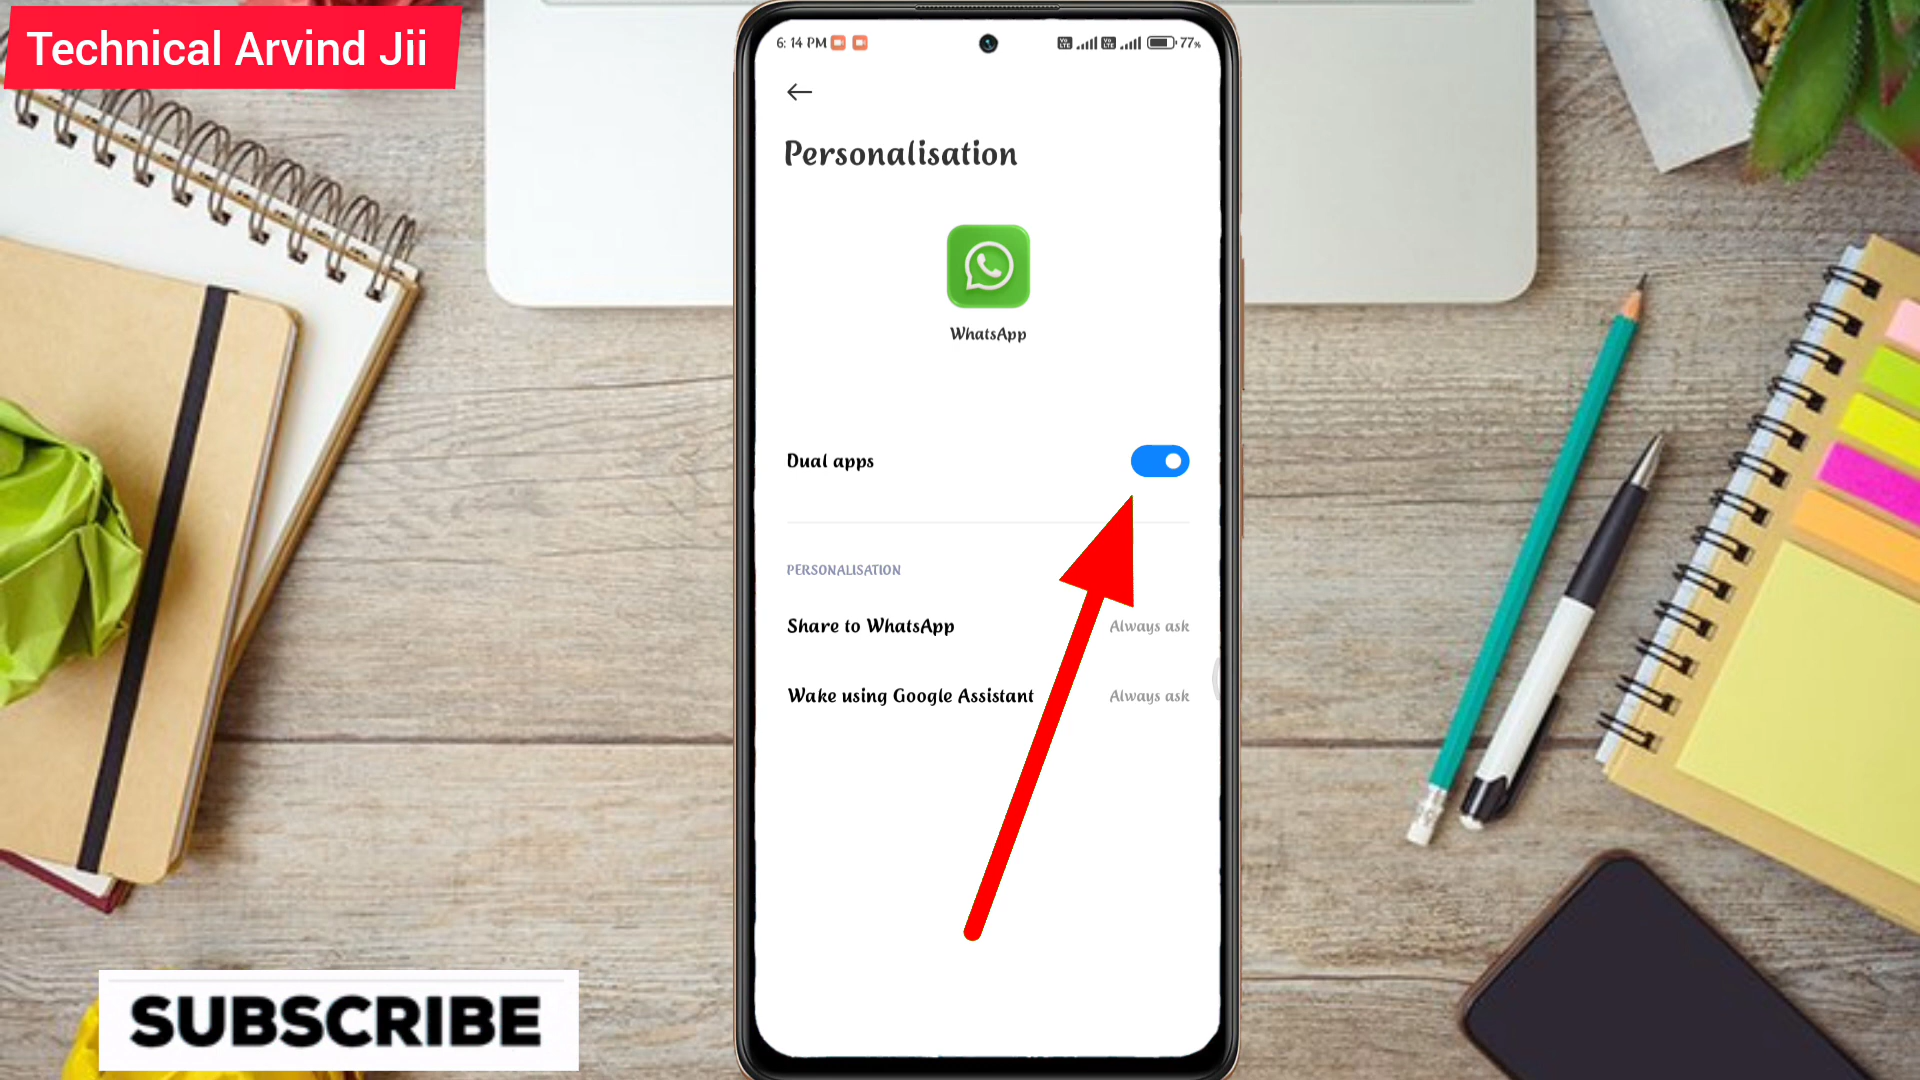 Technical Arvind Jii
6:14 PM
77%
Personalisation
WhatsApp
Dual apps
PERSONALISATION
Share to WhatsApp Always ask
Wake using Google Assistant Always ask
SUBSCRIBE